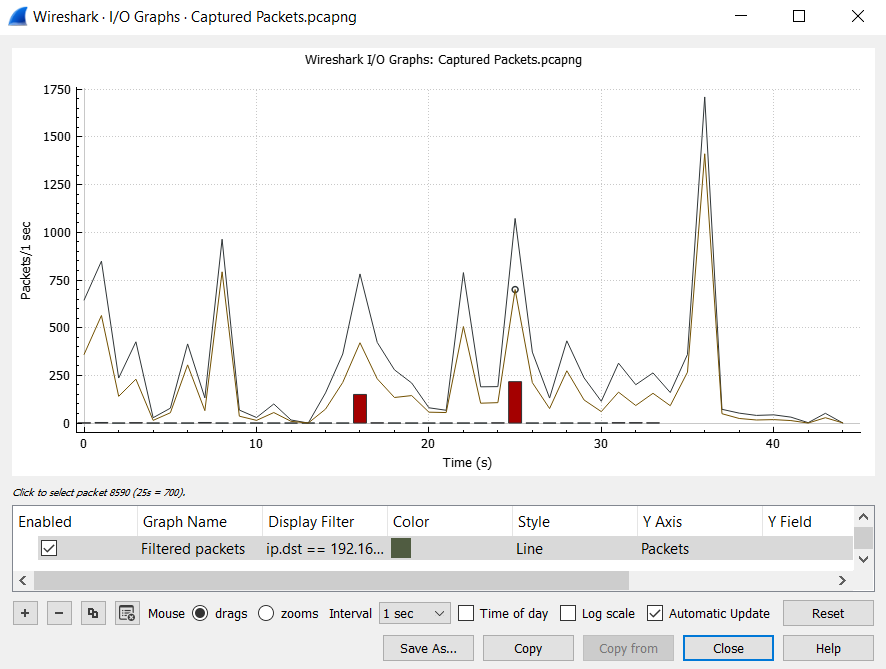 Wireshark · I/O Graphs · Captured Packets.pcapng
Wireshark I/O Graphs: Captured Packets.pcapng
1750
1500
1250
1000
750
500
250
0
Packets/1 sec
0 10 20 30 40
Time (s)
Click to select packet 8590 (25s = 700).
Enabled Graph Name Display Filter Color Style Y Axis Y Field
Filtered packets ip.dst == 192.16... Line Packets
Mouse drags zooms Interval 1 sec Time of day Log scale Automatic Update Reset
Save As... Copy Copy from Close Help